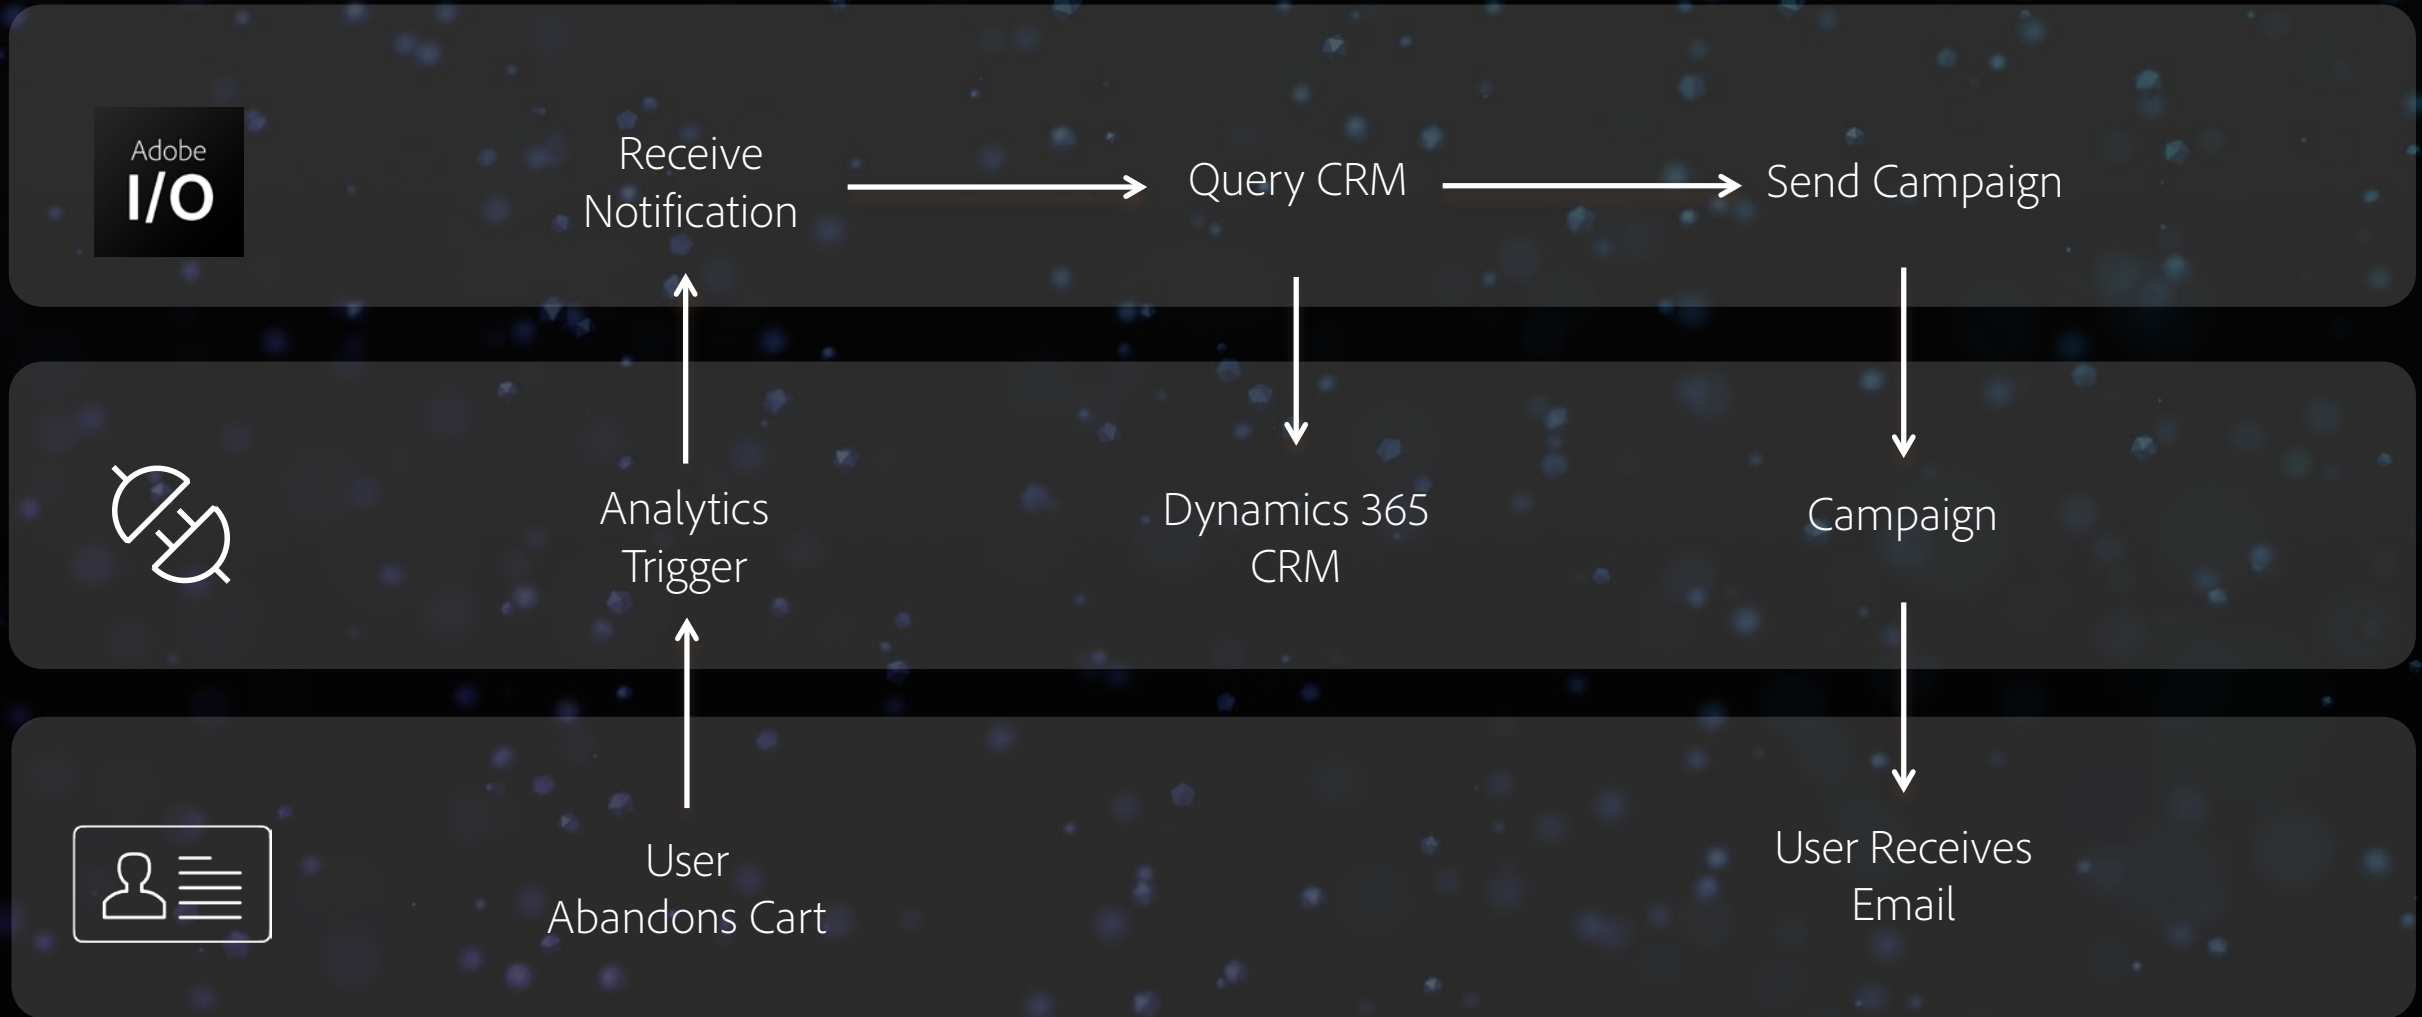 Adobe
I/O
Receive
Notification
Query CRM
Send Campaign
Analytics
Trigger
Dynamics 365
CRM
Campaign
User
Abandons Cart
User Receives
Email